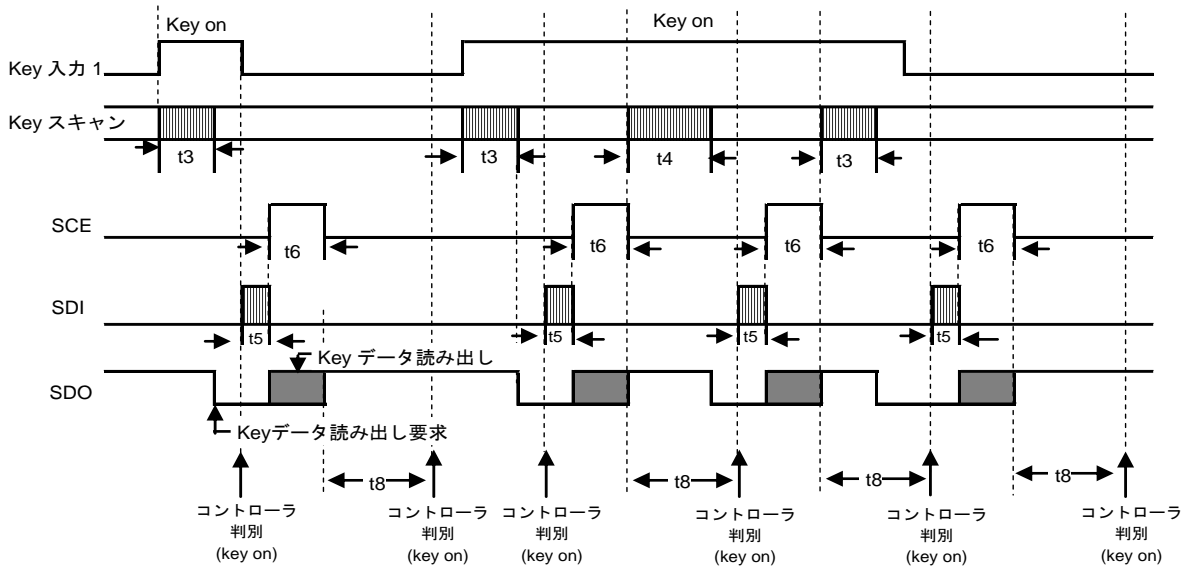 Key on
Key on
Key 入力 1
Key スキャン
t3
t3
t4
t3
SCE
t6
t6
t6
t6
SDI
t5
t5
t5
t5
Key データ読み出し
SDO
Keyデータ読み出し要求
t8
t8
t8
t8
コントローラ
判別
(key on)
コントローラ
判別
(key on)
コントローラ
判別
(key on)
コントローラ
判別
(key on)
コントローラ
判別
(key on)
コントローラ
判別
(key on)